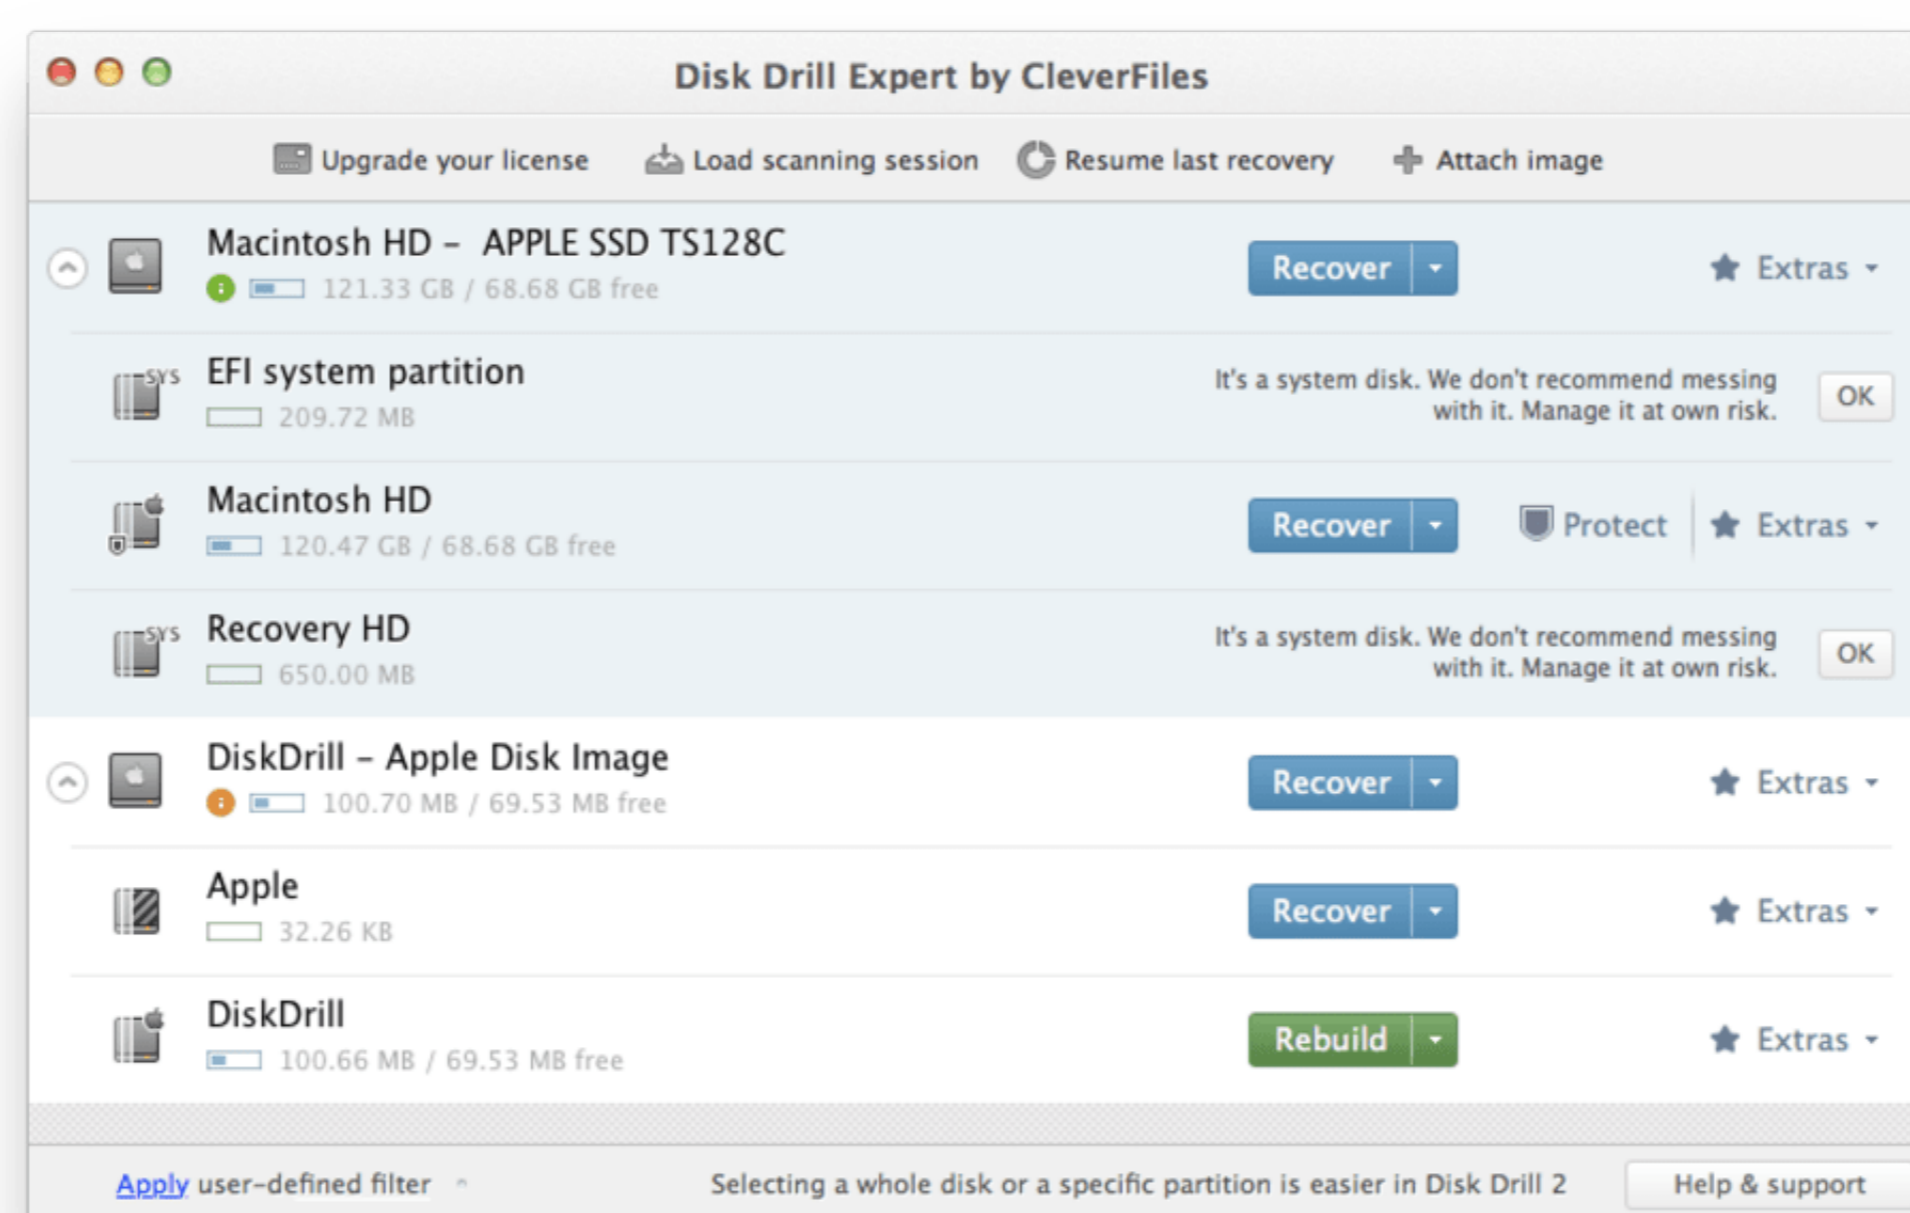 Disk Drill Expert by CleverFiles
Upgrade your license Load scanning session Resume last recovery Attach image
Macintosh HD – APPLE SSD TS128C
121.33 GB / 68.68 GB free
Recover Extras
SYS
EFI system partition
209.72 MB
It's a system disk. We don't recommend messing
with it. Manage it at own risk.
OK
Macintosh HD
120.47 GB / 68.68 GB free
Recover Protect Extras
SYS
Recovery HD
650.00 MB
It's a system disk. We don't recommend messing
with it. Manage it at own risk.
OK
DiskDrill – Apple Disk Image
100.70 MB / 69.53 MB free
Recover Extras
Apple
32.26 KB
Recover Extras
DiskDrill
100.66 MB / 69.53 MB free
Rebuild Extras
Apply user-defined filter Selecting a whole disk or a specific partition is easier in Disk Drill 2 Help & support